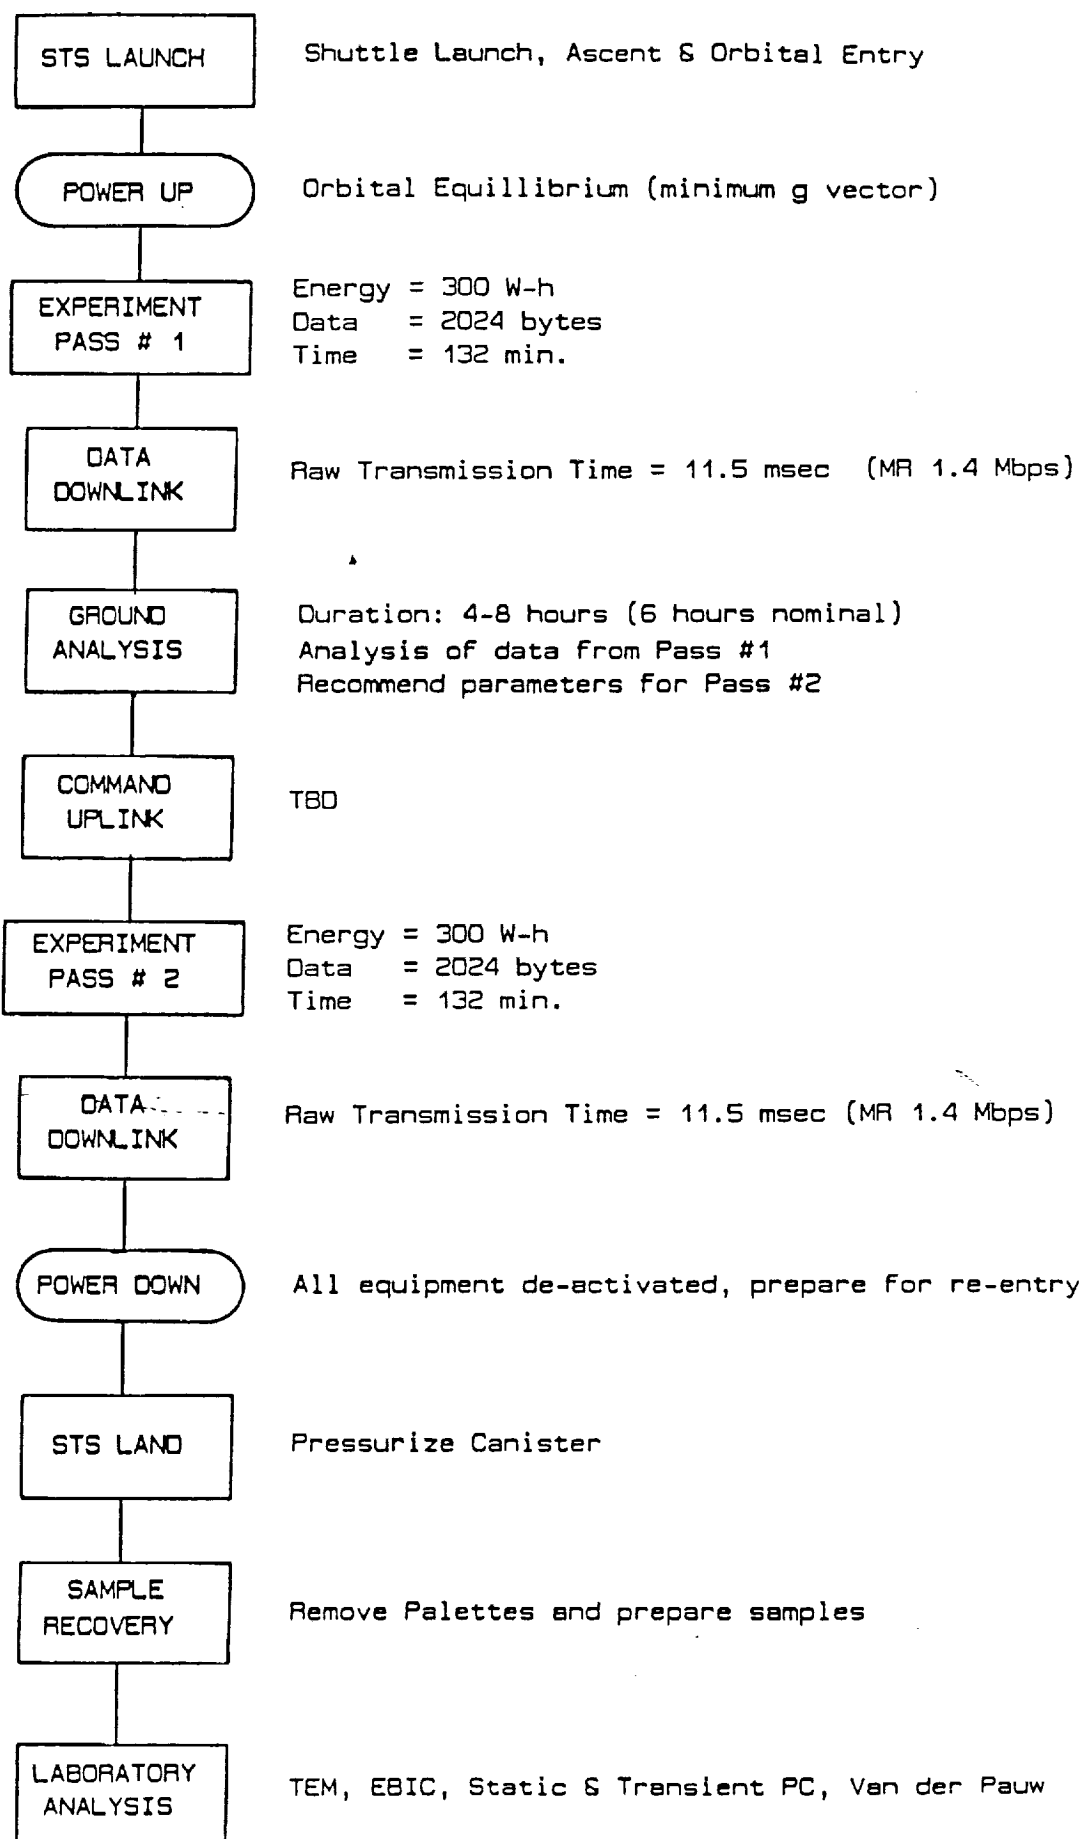 STS LAUNCH
Shuttle Launch, Ascent & Orbital Entry
POWER UP
Orbital Equillibrium (minimum g vector)
EXPERIMENT
PASS # 1
Energy = 300 W-h
Data = 2024 bytes
Time = 132 min.
DATA
DOWNLINK
Raw Transmission Time = 11.5 msec (MR 1.4 Mbps)
GROUND
ANALYSIS
Duration: 4-8 hours (6 hours nominal)
Analysis of data from Pass #1
Recommend parameters for Pass #2
COMMAND
UPLINK
TBD
EXPERIMENT
PASS # 2
Energy = 300 W-h
Data = 2024 bytes
Time = 132 min.
DATA
DOWNLINK
Raw Transmission Time = 11.5 msec (MR 1.4 Mbps)
POWER DOWN
All equipment de-activated, prepare for re-entry
STS LAND
Pressurize Canister
SAMPLE
RECOVERY
Remove Palettes and prepare samples
LABORATORY
ANALYSIS
TEM, EBIC, Static & Transient PC, Van der Pauw